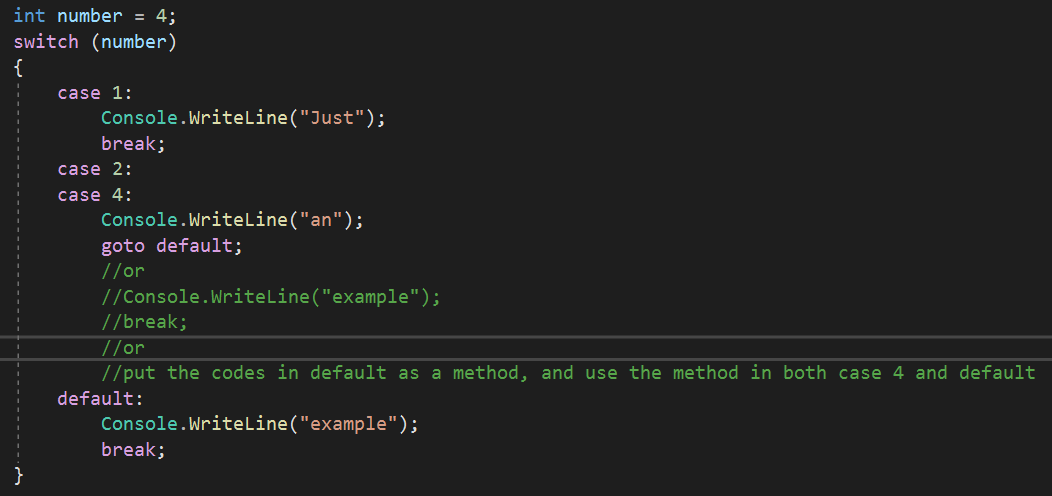 int number = 4;
switch (number)
{
    case 1:
        Console.WriteLine("Just");
        break;
    case 2:
    case 4:
        Console.WriteLine("an");
        goto default;
        //or
        //Console.WriteLine("example");
        //break;
        //or
        //put the codes in default as a method, and use the method in both case 4 and default
    default:
        Console.WriteLine("example");
        break;
}